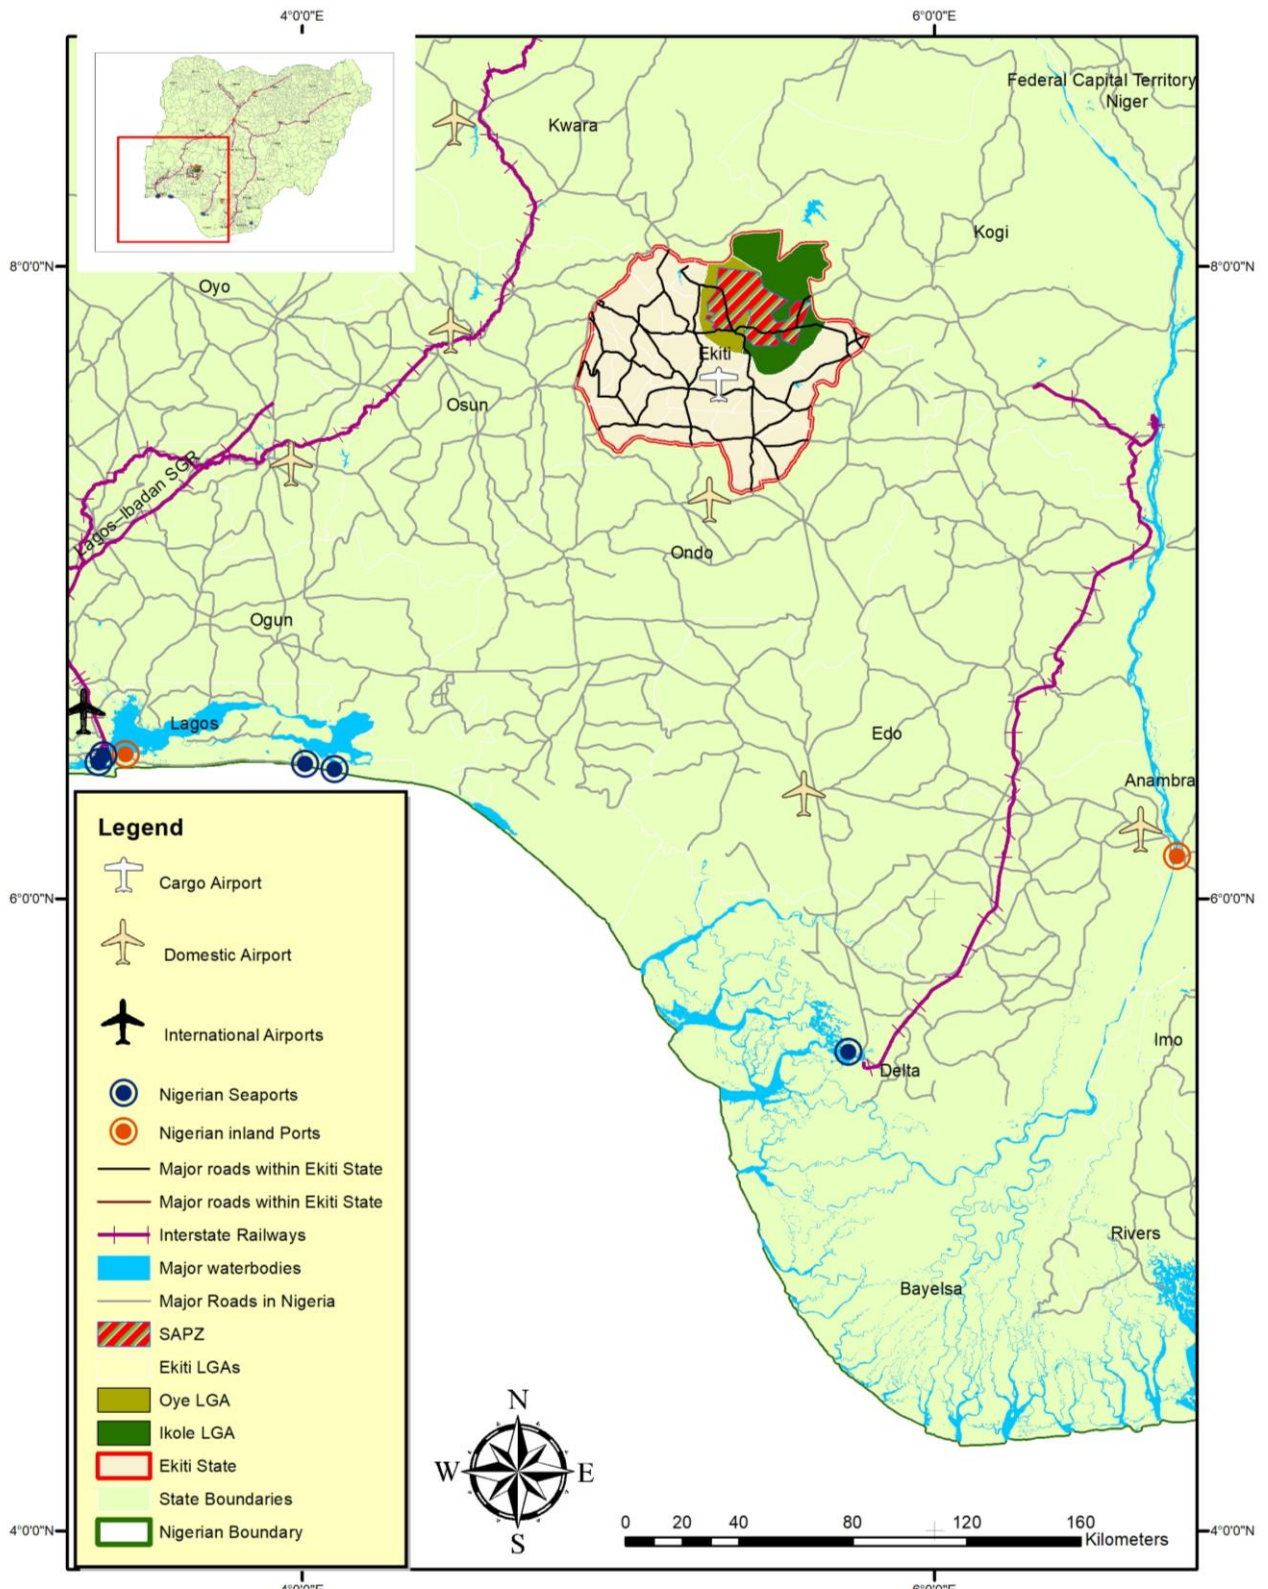 4°0'0"E
6°0'0"E
Federal Capital Territory
Niger
Kwara
Kogi
8°0'0"N
8°0'0"N
Oyo
Ekiti
Osun
Lagos–Ibadan SGR
Ondo
Ogun
Lagos
Edo
Anambra
Legend
Cargo Airport
6°0'0"N
6°0'0"N
Domestic Airport
International Airports
Imo
Delta
Nigerian Seaports
Nigerian inland Ports
Major roads within Ekiti State
Major roads within Ekiti State
Interstate Railways
Rivers
Major waterbodies
Bayelsa
Major Roads in Nigeria
SAPZ
Ekiti LGAs
Oye LGA
Ikole LGA
Ekiti State
State Boundaries
Nigerian Boundary
N
W
E
S
0 20 40 80 120 160
Kilometers
4°0'0"N
4°0'0"N